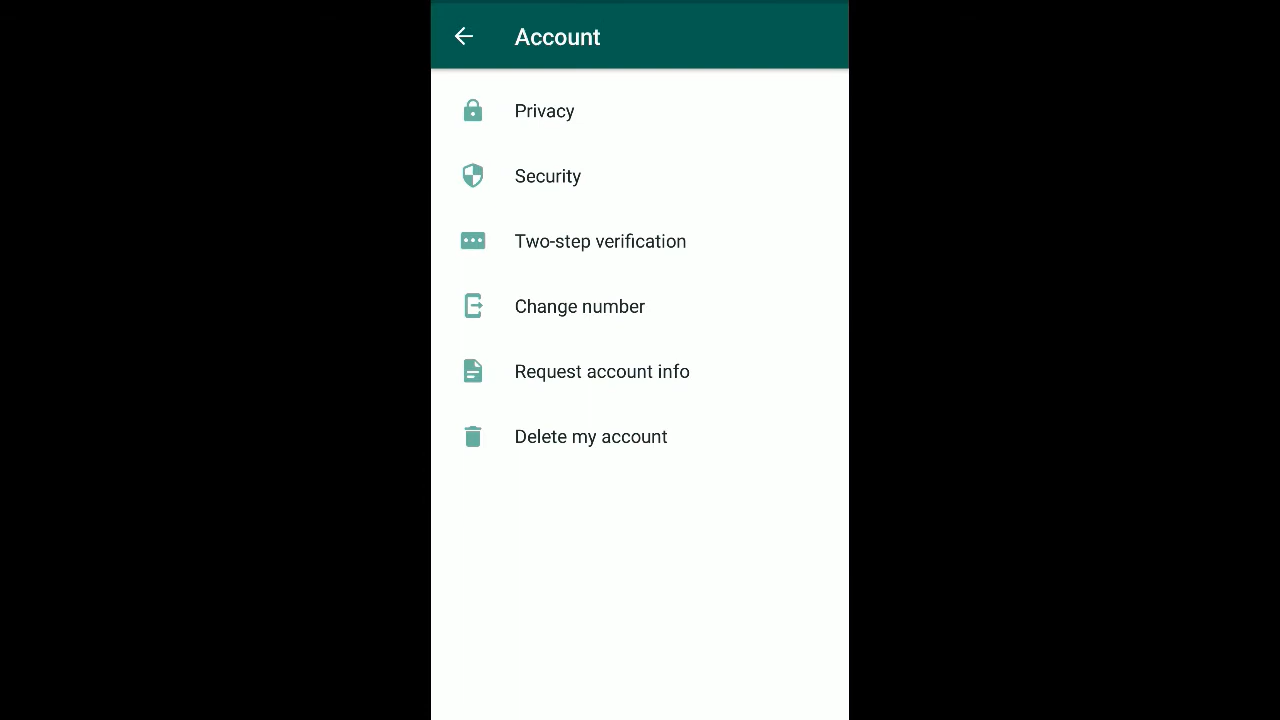 Account
Privacy
Security
Two-step verification
Change number
Request account info
Delete my account